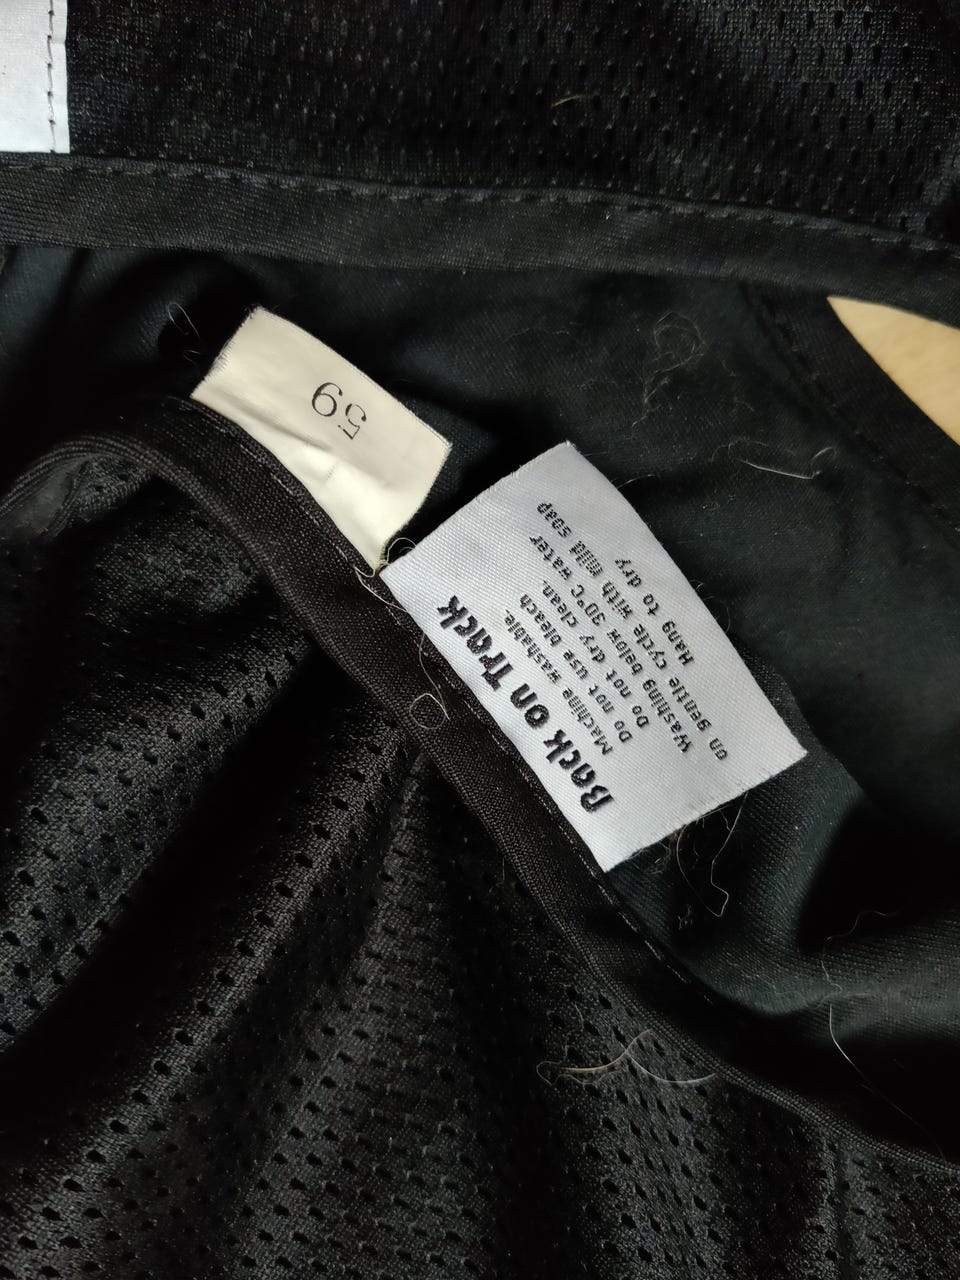 59
Back on Track
Machine washable.
Do not use bleach
Do not dry clean.
Washing below 30°C water
on gentle cycle with mild soap
Hang to dry